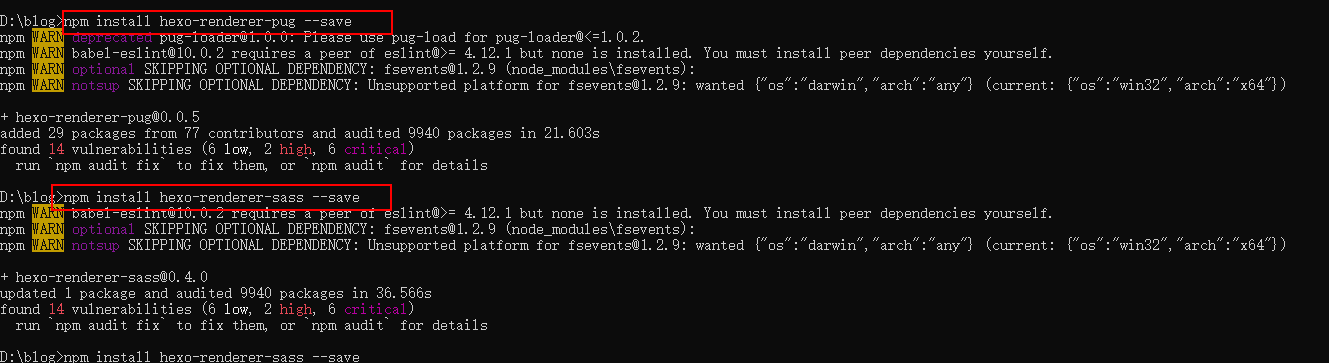 D:\blog>npm install hexo-renderer-pug --save
npm WARN deprecated pug-loader@1.0.0: Please use pug-load for pug-loader@<=1.0.2.
npm WARN babel-eslint@10.0.2 requires a peer of eslint@>= 4.12.1 but none is installed. You must install peer dependencies yourself.
npm WARN optional SKIPPING OPTIONAL DEPENDENCY: fsevents@1.2.9 (node_modules\fsevents):
npm WARN notsup SKIPPING OPTIONAL DEPENDENCY: Unsupported platform for fsevents@1.2.9: wanted {"os":"darwin","arch":"any"} (current: {"os":"win32","arch":"x64"})
+ hexo-renderer-pug@0.0.5
added 29 packages from 77 contributors and audited 9940 packages in 21.603s
found 14 vulnerabilities (6 low, 2 high, 6 critical)
run `npm audit fix` to fix them, or `npm audit` for details
D:\blog>npm install hexo-renderer-sass --save
npm WARN babel-eslint@10.0.2 requires a peer of eslint@>= 4.12.1 but none is installed. You must install peer dependencies yourself.
npm WARN optional SKIPPING OPTIONAL DEPENDENCY: fsevents@1.2.9 (node_modules\fsevents):
npm WARN notsup SKIPPING OPTIONAL DEPENDENCY: Unsupported platform for fsevents@1.2.9: wanted {"os":"darwin","arch":"any"} (current: {"os":"win32","arch":"x64"})
+ hexo-renderer-sass@0.4.0
updated 1 package and audited 9940 packages in 36.566s
found 14 vulnerabilities (6 low, 2 high, 6 critical)
run `npm audit fix` to fix them, or `npm audit` for details
D:\blog>npm install hexo-renderer-sass --save